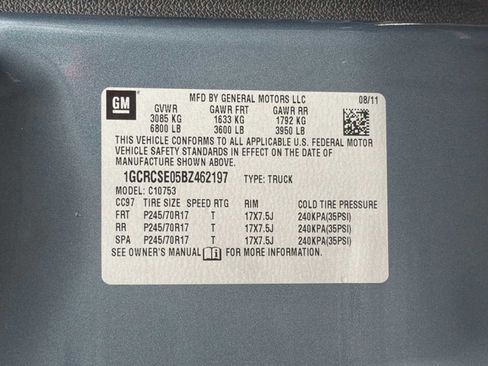 GM
MFD BY GENERAL MOTORS LLC 08/11
GVWR GAWR FRT GAWR RR
3085 KG 1633 KG 1792 KG
6800 LB 3600 LB 3950 LB
THIS VEHICLE CONFORMS TO ALL APPLICABLE U.S. FEDERAL MOTOR
VEHICLE SAFETY STANDARDS IN EFFECT ON THE DATE OF
MANUFACTURE SHOWN ABOVE.
1GCRCSE05BZ462197 TYPE: TRUCK
MODEL: C10753
CC97 TIRE SIZE SPEED RTG RIM COLD TIRE PRESSURE
FRT P245/70R17 T 17X7.5J 240KPA(35PSI)
RR P245/70R17 T 17X7.5J 240KPA(35PSI)
SPA P245/70R17 T 17X7.5J 240KPA(35PSI)
SEE OWNER'S MANUAL FOR MORE INFORMATION